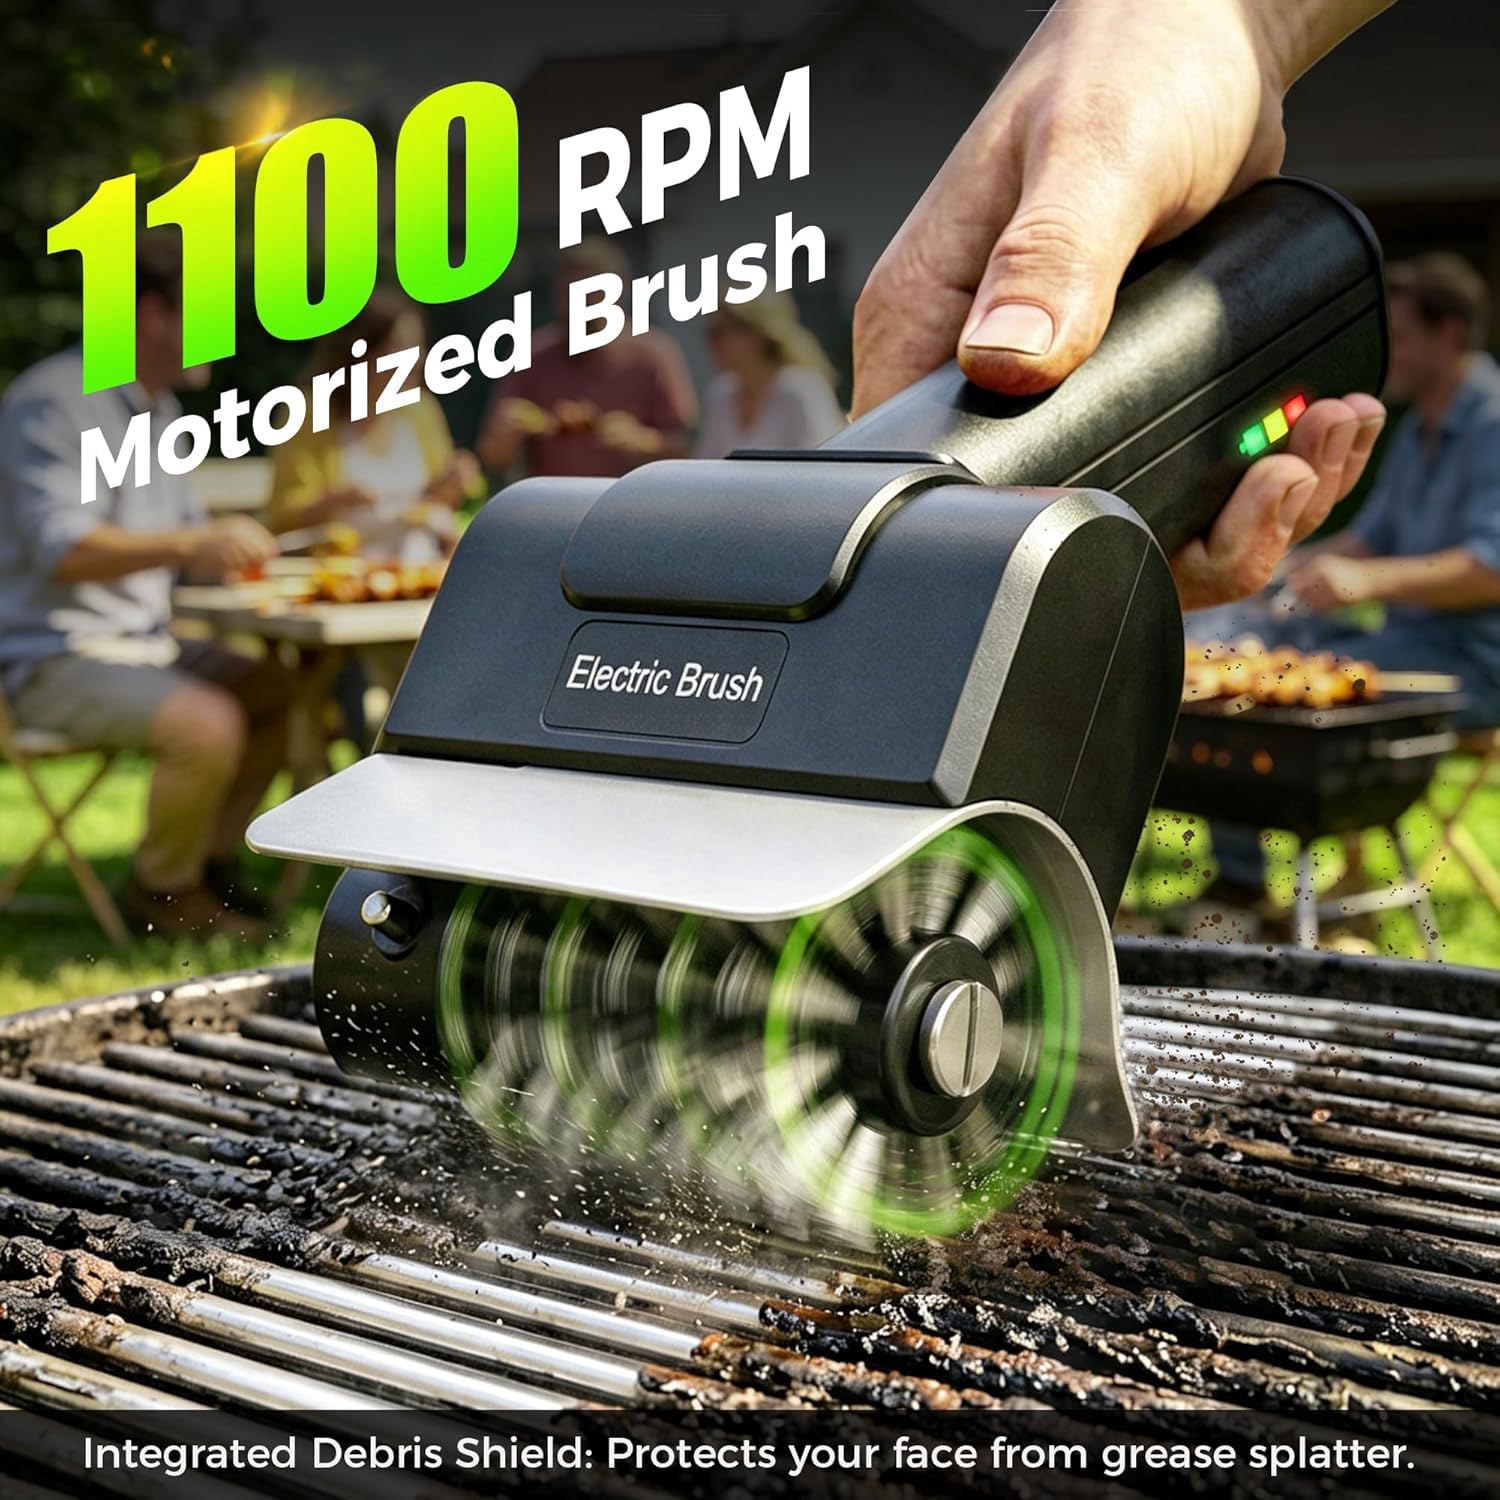 1100 RPM
Motorized Brush
Electric Brush
Integrated Debris Shield: Protects your face from grease splatter.